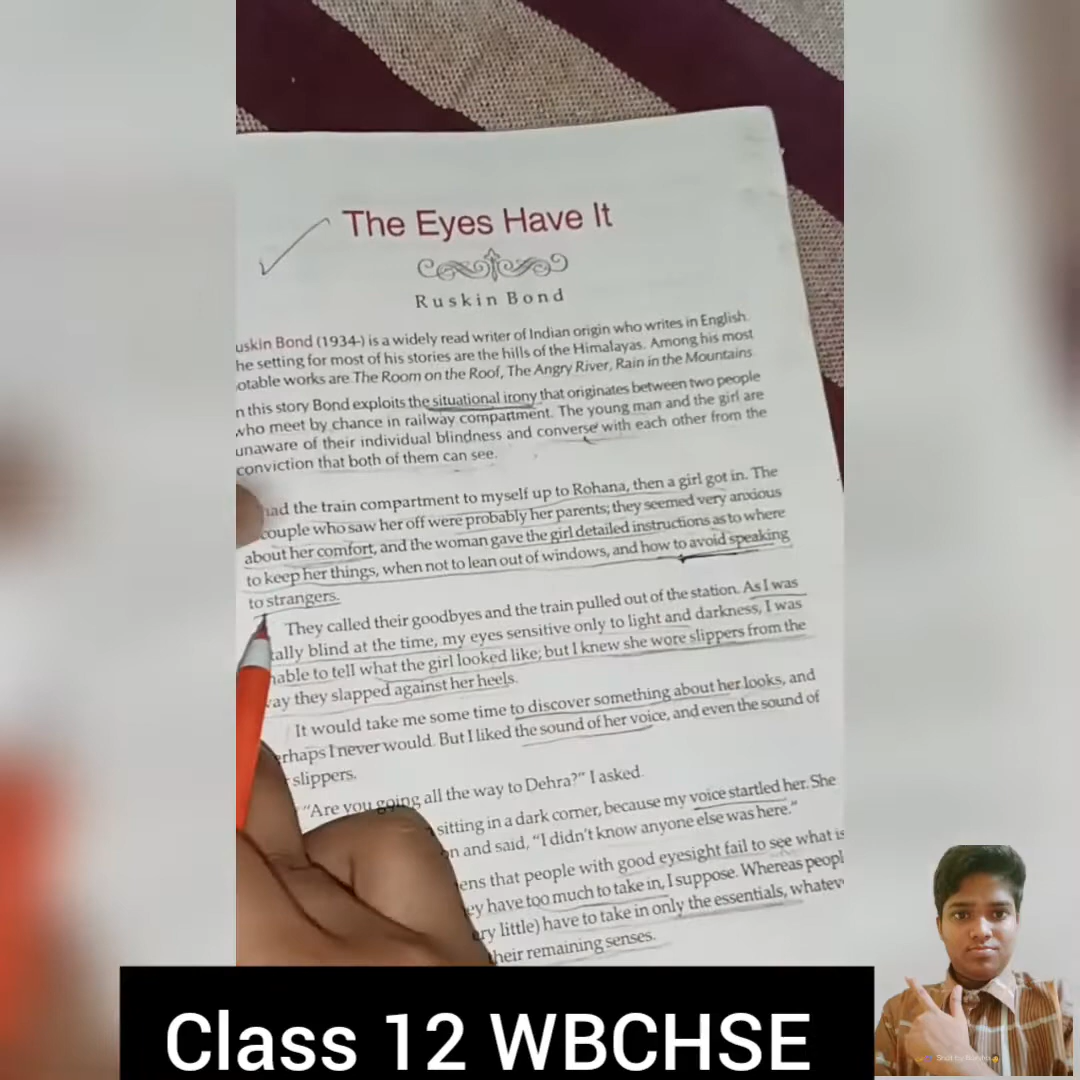 The Eyes Have It
Ruskin Bond
uskin Bond (1934-) is a widely read writer of Indian origin who writes in English.
he setting for most of his stories are the hills of the Himalayas. Among his most
otable works are The Room on the Roof, The Angry River, Rain in the Mountains
n this story Bond exploits the situational irony that originates between two people
who meet by chance in railway compartment. The young man and the girl are
unaware of their individual blindness and converse with each other from the
conviction that both of them can see.
had the train compartment to myself up to Rohana, then a girl got in. The
couple who saw her off were probably her parents; they seemed very anxious
about her comfort, and the woman gave the girl detailed instructions as to where
to keep her things, when not to lean out of windows, and how to avoid speaking
to strangers.
They called their goodbyes and the train pulled out of the station. As I was
ally blind at the time, my eyes sensitive only to light and darkness, I was
able to tell what the girl looked like; but I knew she wore slippers from the
ay they slapped against her heels.
It would take me some time to discover something about her looks, and
erhaps I never would. But I liked the sound of her voice, and even the sound of
slippers.
"Are you going all the way to Dehra?" I asked.
sitting in a dark corner, because my voice startled her. She
n and said, "I didn't know anyone else was here."
ens that people with good eyesight fail to see what is
ey have too much to take in, I suppose. Whereas peopl
ry little) have to take in only the essentials, whatev
heir remaining senses.
Class 12 WBCHSE